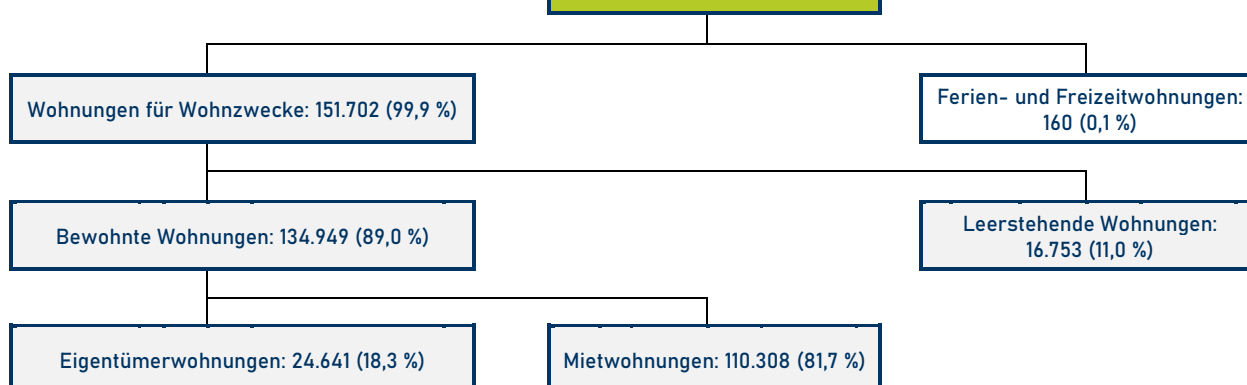 Wohnungen für Wohnzwecke: 151.702 (99,9 %)
Ferien- und Freizeitwohnungen:
160 (0,1 %)
Bewohnte Wohnungen: 134.949 (89,0 %)
Leerstehende Wohnungen:
16.753 (11,0 %)
Eigentümerwohnungen: 24.641 (18,3 %)
Mietwohnungen: 110.308 (81,7 %)